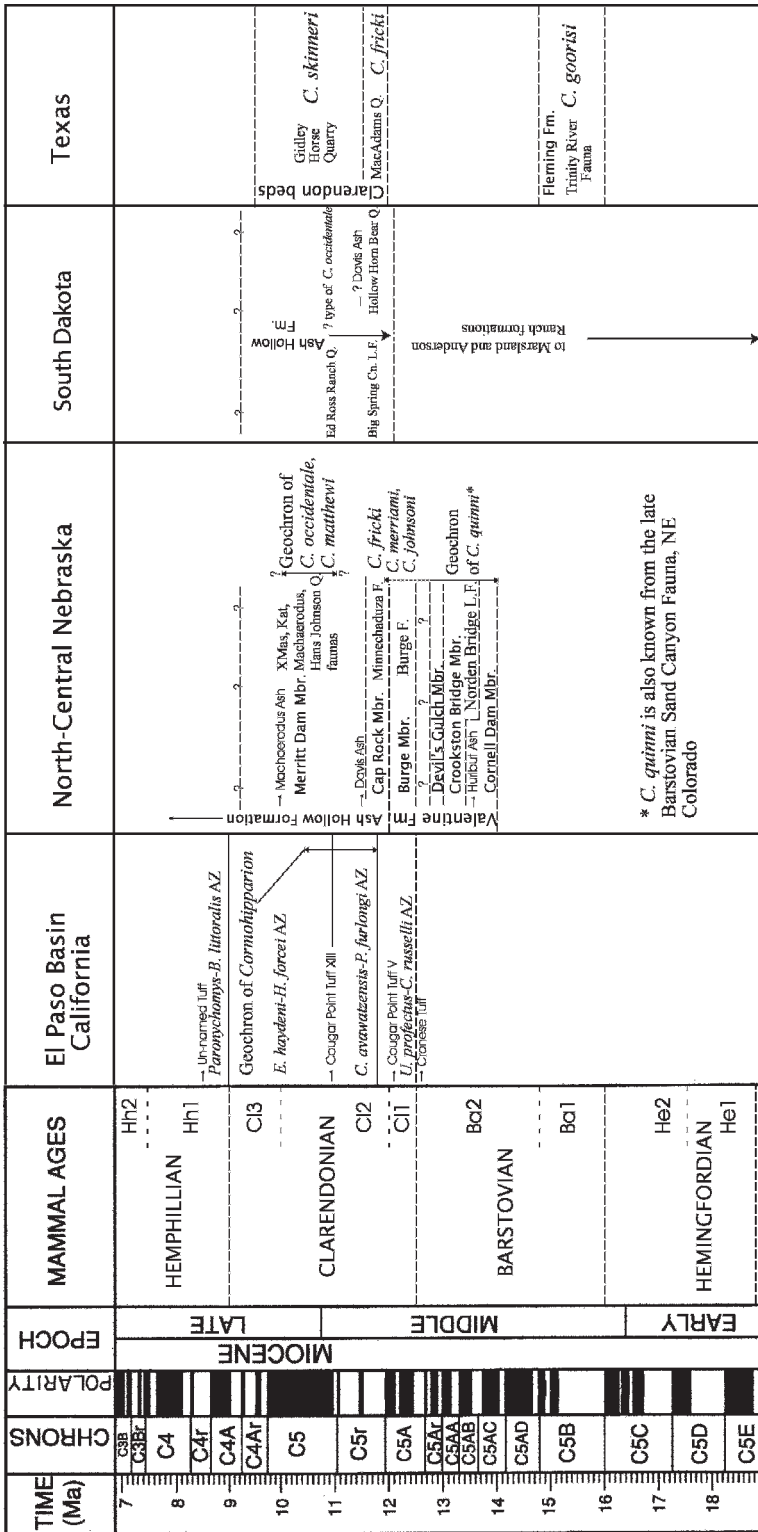 TIME
(Ma)
CHRONS
POLARITY
EPOCH
MAMMAL AGES
El Paso Basin
California
North-Central Nebraska
South Dakota
Texas
7
8
9
10
11
12
13
14
15
16
17
18
C3B
C3Br
C4
C4r
C4A
C4Ar
C5
C5r
C5A
C5Ar
C5AA
C5AB
C5AC
C5AD
C5B
C5C
C5D
C5E
MIOCENE
LATE
MIDDLE
EARLY
HEMPHILLIAN
CLARENDONIAN
BARSTOVIAN
HEMINGFORDIAN
Hh2
Hh1
Cl3
Cl2
Cl1
Ba2
Ba1
He2
He1
→ Un-named Tuff
Paronychomys-B. littoralis AZ
Geochron of Cormohipparion
E. haydeni-H. forcei AZ
→ Cougar Point Tuff XIII
C. avawatzensis-P. furlongi AZ
→ Cougar Point Tuff V
U. profectus-C. russelli AZ
→ Cronese Tuff
Ash Hollow Formation
Valentine Fm
? ? ?
→ Machaerodus Ash XMas, Kat,
Merritt Dam Mbr. Machaerodus,
Hans Johnson Q.
faunas
? Geochron of
C. occidentale,
C. matthewi
?
→ Davis Ash
Cap Rock Mbr. Minnechaduza F.
C. fricki
C. merriami,
C. johnsoni
Burge Mbr. Burge F.
? ? ?
Devil's Gulch Mbr.
Crookston Bridge Mbr.
→ Hurlbut Ash Norden Bridge L.F.
Cornell Dam Mbr.
Geochron
of C. quinni*
* C. quinni is also known from the late
Barstovian Sand Canyon Fauna, NE
Colorado
? ? ?
Ash Hollow
Fm.
Ed Ross Ranch Q. ? type of C. occidentale
Big Spring Cn. L.F.
? Davis Ash
Hollow Horn Bear Q.
to Marsland and Anderson
Ranch formations
Clarendon beds
Gidley
Horse
Quarry
C. skinneri
MacAdams Q. C. fricki
Fleming Fm.
Trinity River
Fauna
C. goorisi